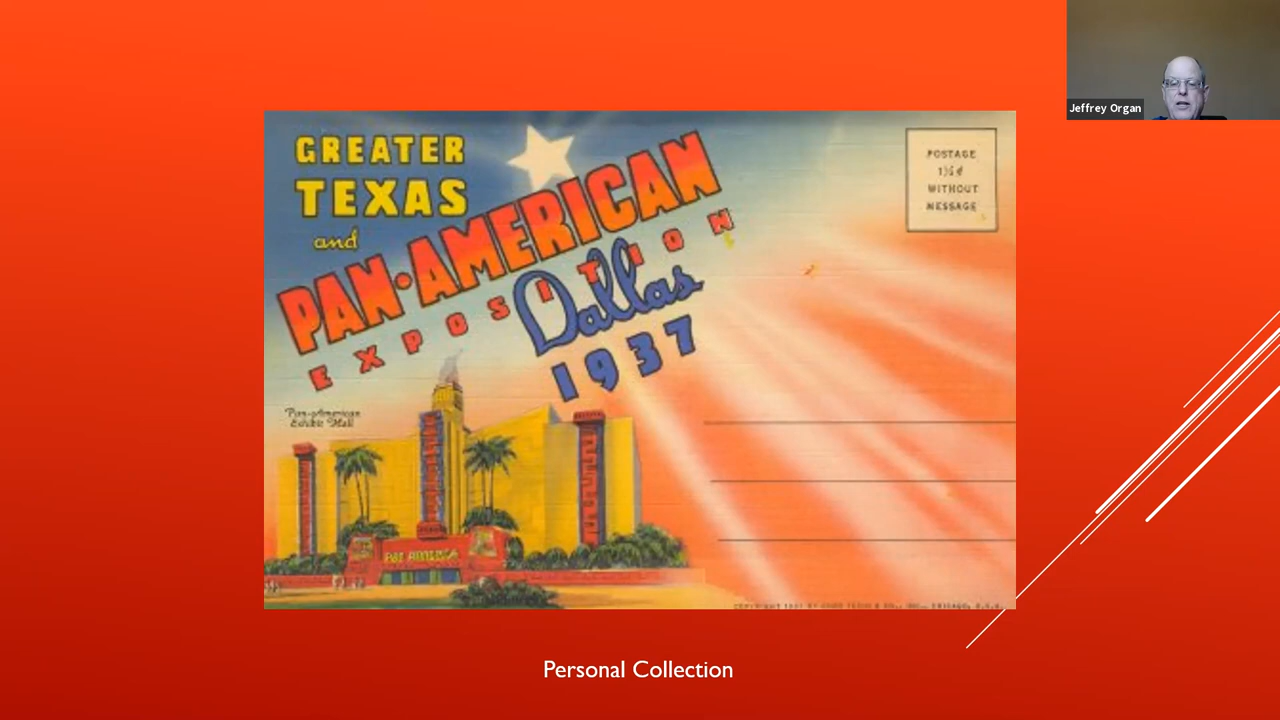 Jeffrey Organ
GREATER
TEXAS
and
PAN·AMERICAN
EXPOSITION
Dallas
1937
POSTAGE
1½¢
WITHOUT
MESSAGE
Pan-American
Exhibit Hall
PAN AMERICA
Personal Collection